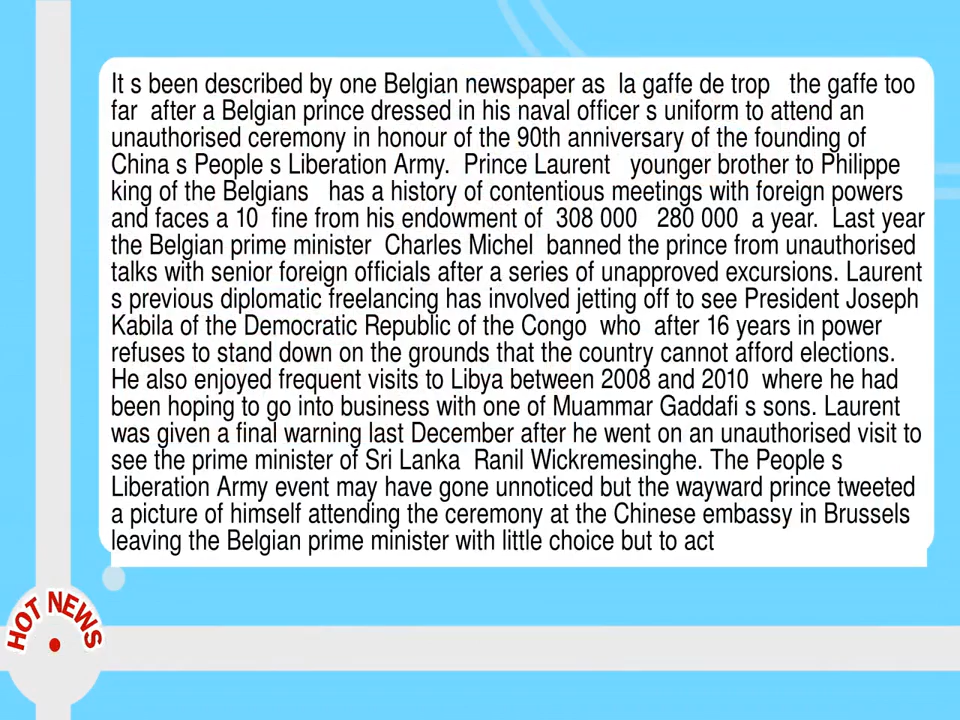 It s been described by one Belgian newspaper as la gaffe de trop the gaffe too
far after a Belgian prince dressed in his naval officer s uniform to attend an
unauthorised ceremony in honour of the 90th anniversary of the founding of
China s People s Liberation Army. Prince Laurent younger brother to Philippe
king of the Belgians has a history of contentious meetings with foreign powers
and faces a 10 fine from his endowment of 308 000 280 000 a year. Last year
the Belgian prime minister Charles Michel banned the prince from unauthorised
talks with senior foreign officials after a series of unapproved excursions. Laurent
s previous diplomatic freelancing has involved jetting off to see President Joseph
Kabila of the Democratic Republic of the Congo who after 16 years in power
refuses to stand down on the grounds that the country cannot afford elections.
He also enjoyed frequent visits to Libya between 2008 and 2010 where he had
been hoping to go into business with one of Muammar Gaddafi s sons. Laurent
was given a final warning last December after he went on an unauthorised visit to
see the prime minister of Sri Lanka Ranil Wickremesinghe. The People s
Liberation Army event may have gone unnoticed but the wayward prince tweeted
a picture of himself attending the ceremony at the Chinese embassy in Brussels
leaving the Belgian prime minister with little choice but to act
HOT NEWS